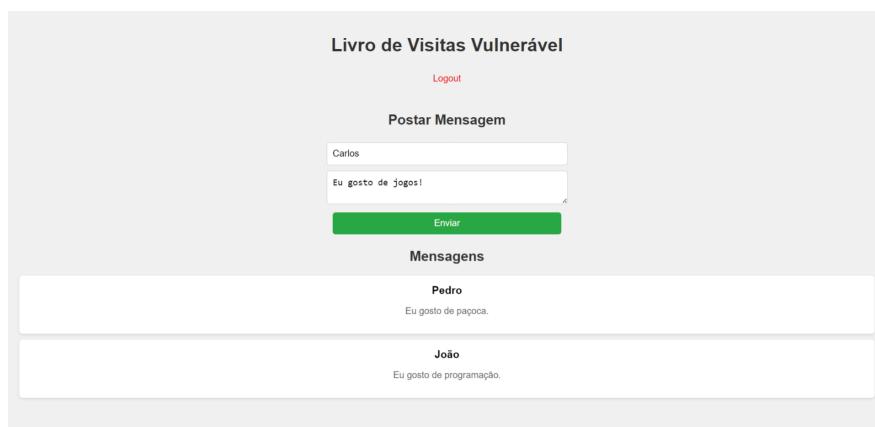 Livro de Visitas Vulnerável
Logout
Postar Mensagem
Carlos
Eu gosto de jogos!
Enviar
Mensagens
Pedro
Eu gosto de paçoca.
João
Eu gosto de programação.